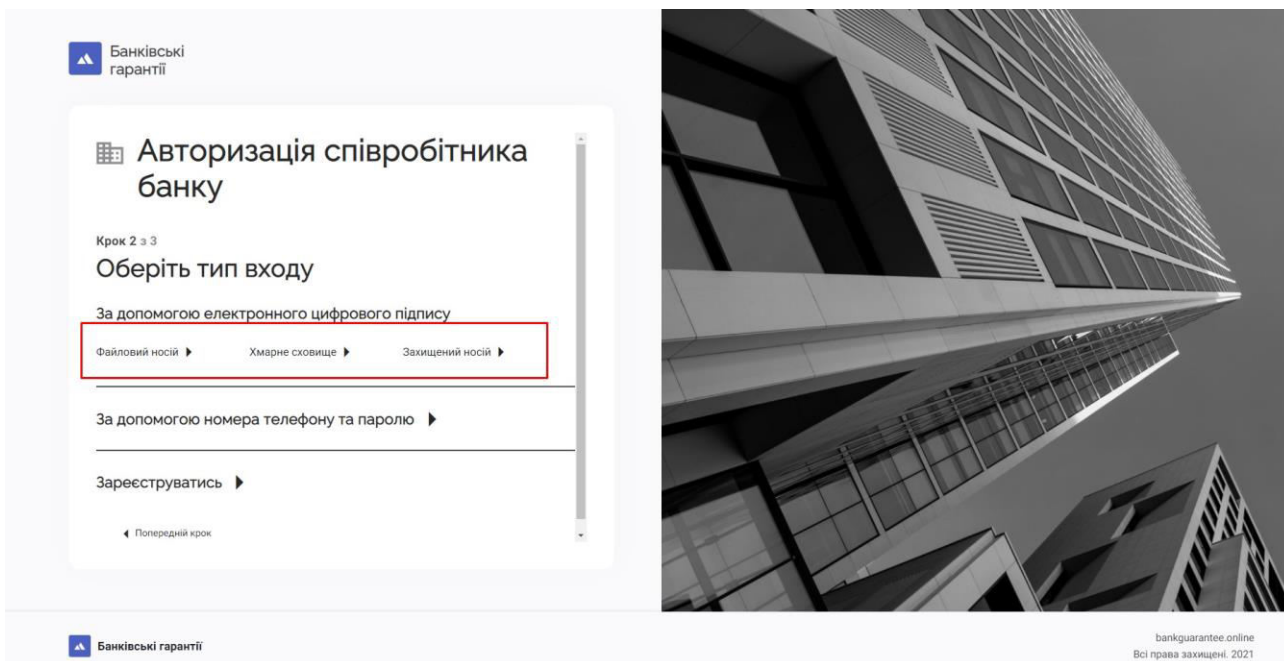 Банківські
гарантії
Авторизація співробітника
банку
Крок 2 з 3
Оберіть тип входу
За допомогою електронного цифрового підпису
Файловий носій Хмарне сховище Захищений носій
За допомогою номера телефону та паролю
Зареєструватись
Попередній крок
Банківські гарантії
bankguarantee.online
Всі права захищені. 2021